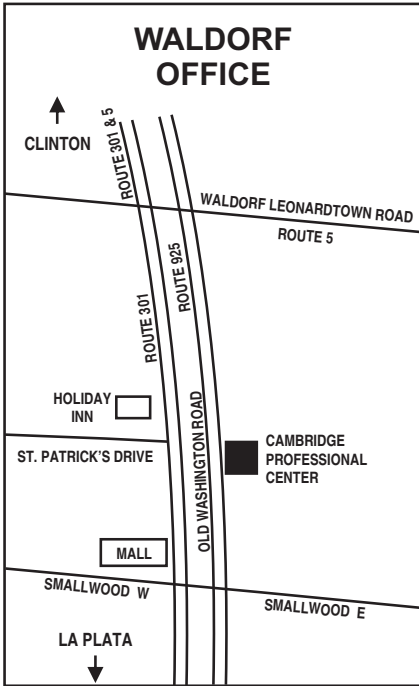 WALDORF
OFFICE
CLINTON
ROUTE 301 & 5
WALDORF LEONARDTOWN ROAD
ROUTE 5
ROUTE 925
ROUTE 301
HOLIDAY
INN
OLD WASHINGTON ROAD
ST. PATRICK'S DRIVE
CAMBRIDGE
PROFESSIONAL
CENTER
MALL
SMALLWOOD W
SMALLWOOD E
LA PLATA